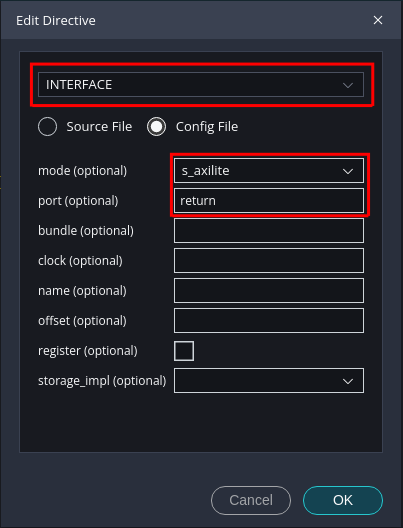 Edit Directive
INTERFACE
Source File Config File
mode (optional) s_axilite
port (optional) return
bundle (optional)
clock (optional)
name (optional)
offset (optional)
register (optional)
storage_impl (optional)
Cancel OK